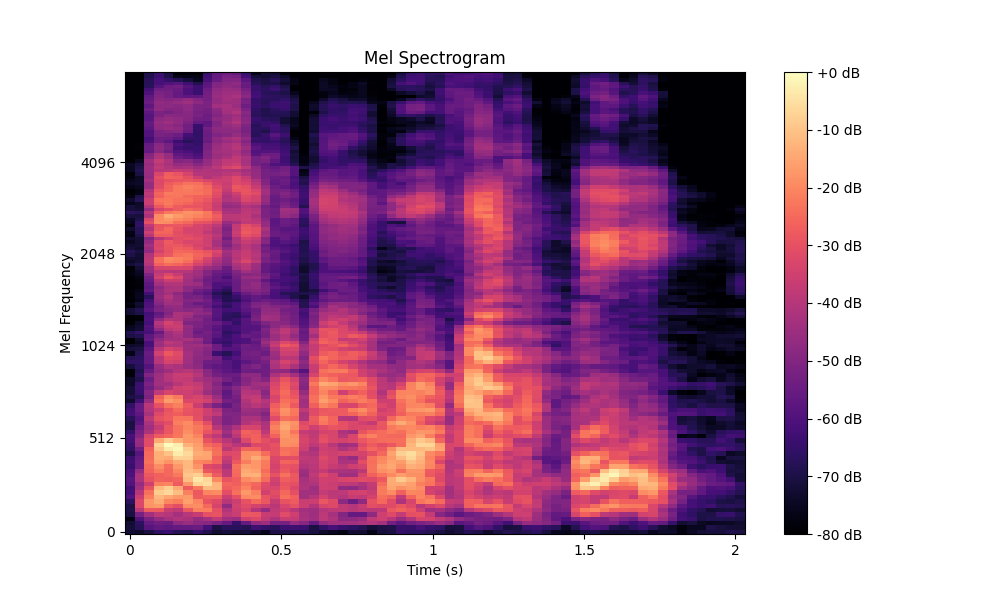 Mel Spectrogram
Mel Frequency
4096
2048
1024
512
0
0 0.5 1 1.5 2
Time (s)
+0 dB
-10 dB
-20 dB
-30 dB
-40 dB
-50 dB
-60 dB
-70 dB
-80 dB